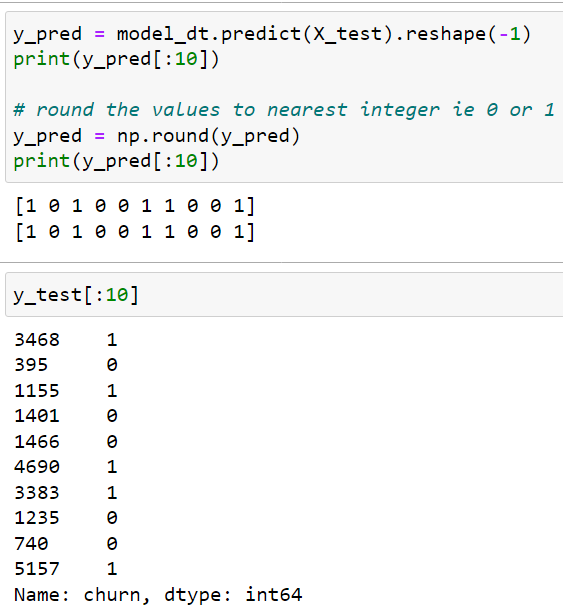 y_pred = model_dt.predict(X_test).reshape(-1)
print(y_pred[:10])
# round the values to nearest integer ie 0 or 1
y_pred = np.round(y_pred)
print(y_pred[:10])
[1 0 1 0 0 1 1 0 0 1]
[1 0 1 0 0 1 1 0 0 1]
y_test[:10]
3468    1
395     0
1155    1
1401    0
1466    0
4690    1
3383    1
1235    0
740     0
5157    1
Name: churn, dtype: int64